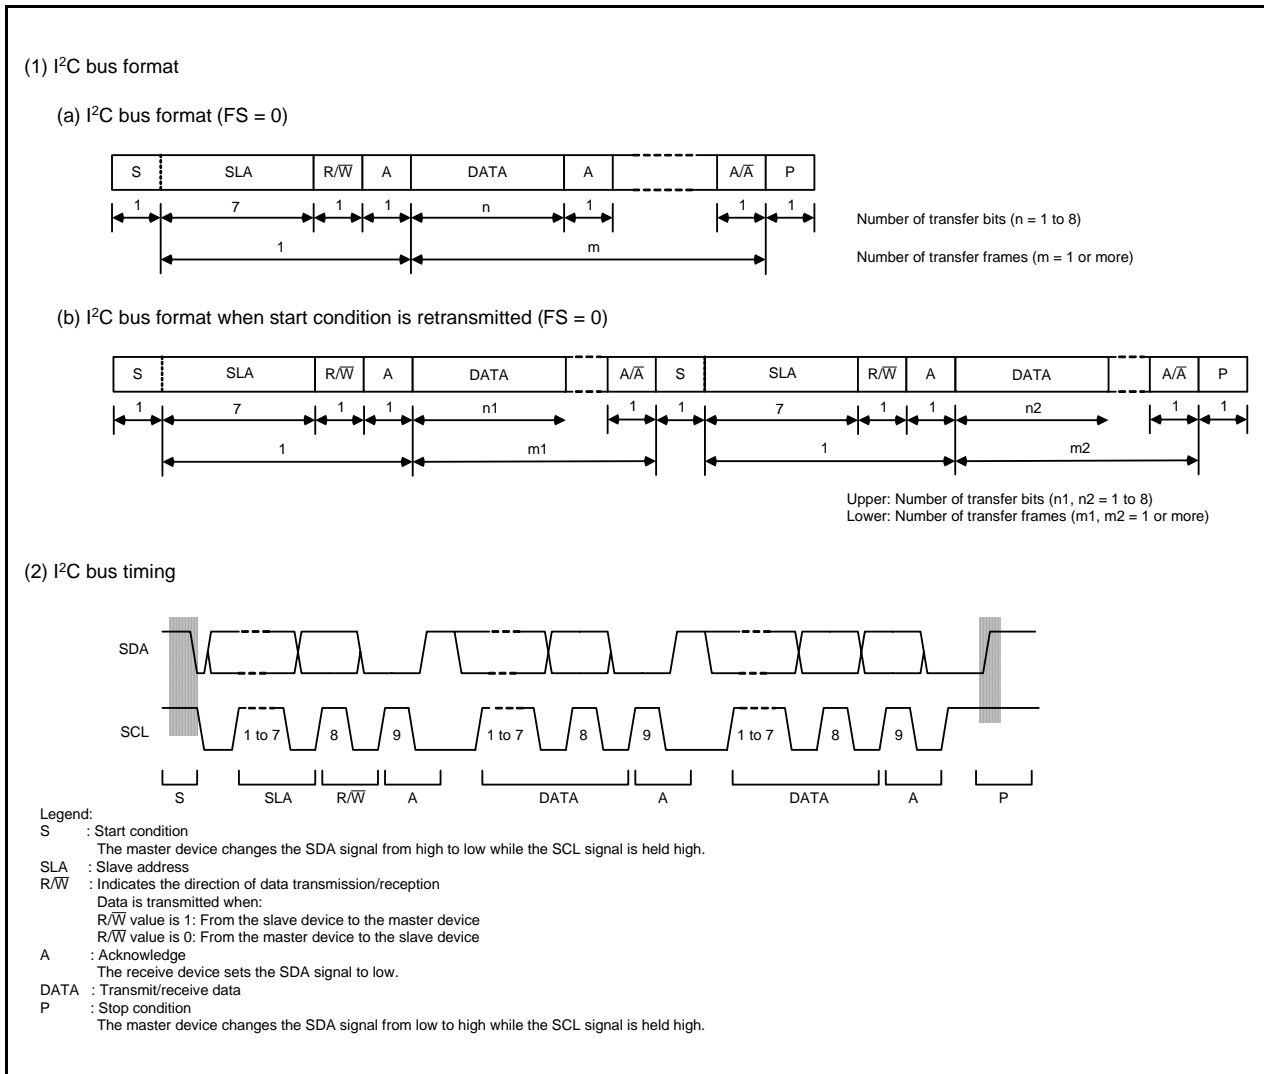 (1) I²C bus format
(a) I²C bus format (FS = 0)
S SLA R/W̅ A DATA A A/A̅ P
1 7 1 1 n 1 1 1
Number of transfer bits (n = 1 to 8)
1 m
Number of transfer frames (m = 1 or more)
(b) I²C bus format when start condition is retransmitted (FS = 0)
S SLA R/W̅ A DATA A/A̅ S SLA R/W̅ A DATA A/A̅ P
1 7 1 1 n1 1 1 7 1 1 n2 1 1
1 m1 1 m2
Upper: Number of transfer bits (n1, n2 = 1 to 8)
Lower: Number of transfer frames (m1, m2 = 1 or more)
(2) I²C bus timing
SDA
SCL 1 to 7 8 9 1 to 7 8 9 1 to 7 8 9
S SLA R/W̅ A DATA A DATA A P
Legend:
S : Start condition
The master device changes the SDA signal from high to low while the SCL signal is held high.
SLA : Slave address
R/W̅ : Indicates the direction of data transmission/reception
Data is transmitted when:
R/W̅ value is 1: From the slave device to the master device
R/W̅ value is 0: From the master device to the slave device
A : Acknowledge
The receive device sets the SDA signal to low.
DATA : Transmit/receive data
P : Stop condition
The master device changes the SDA signal from low to high while the SCL signal is held high.